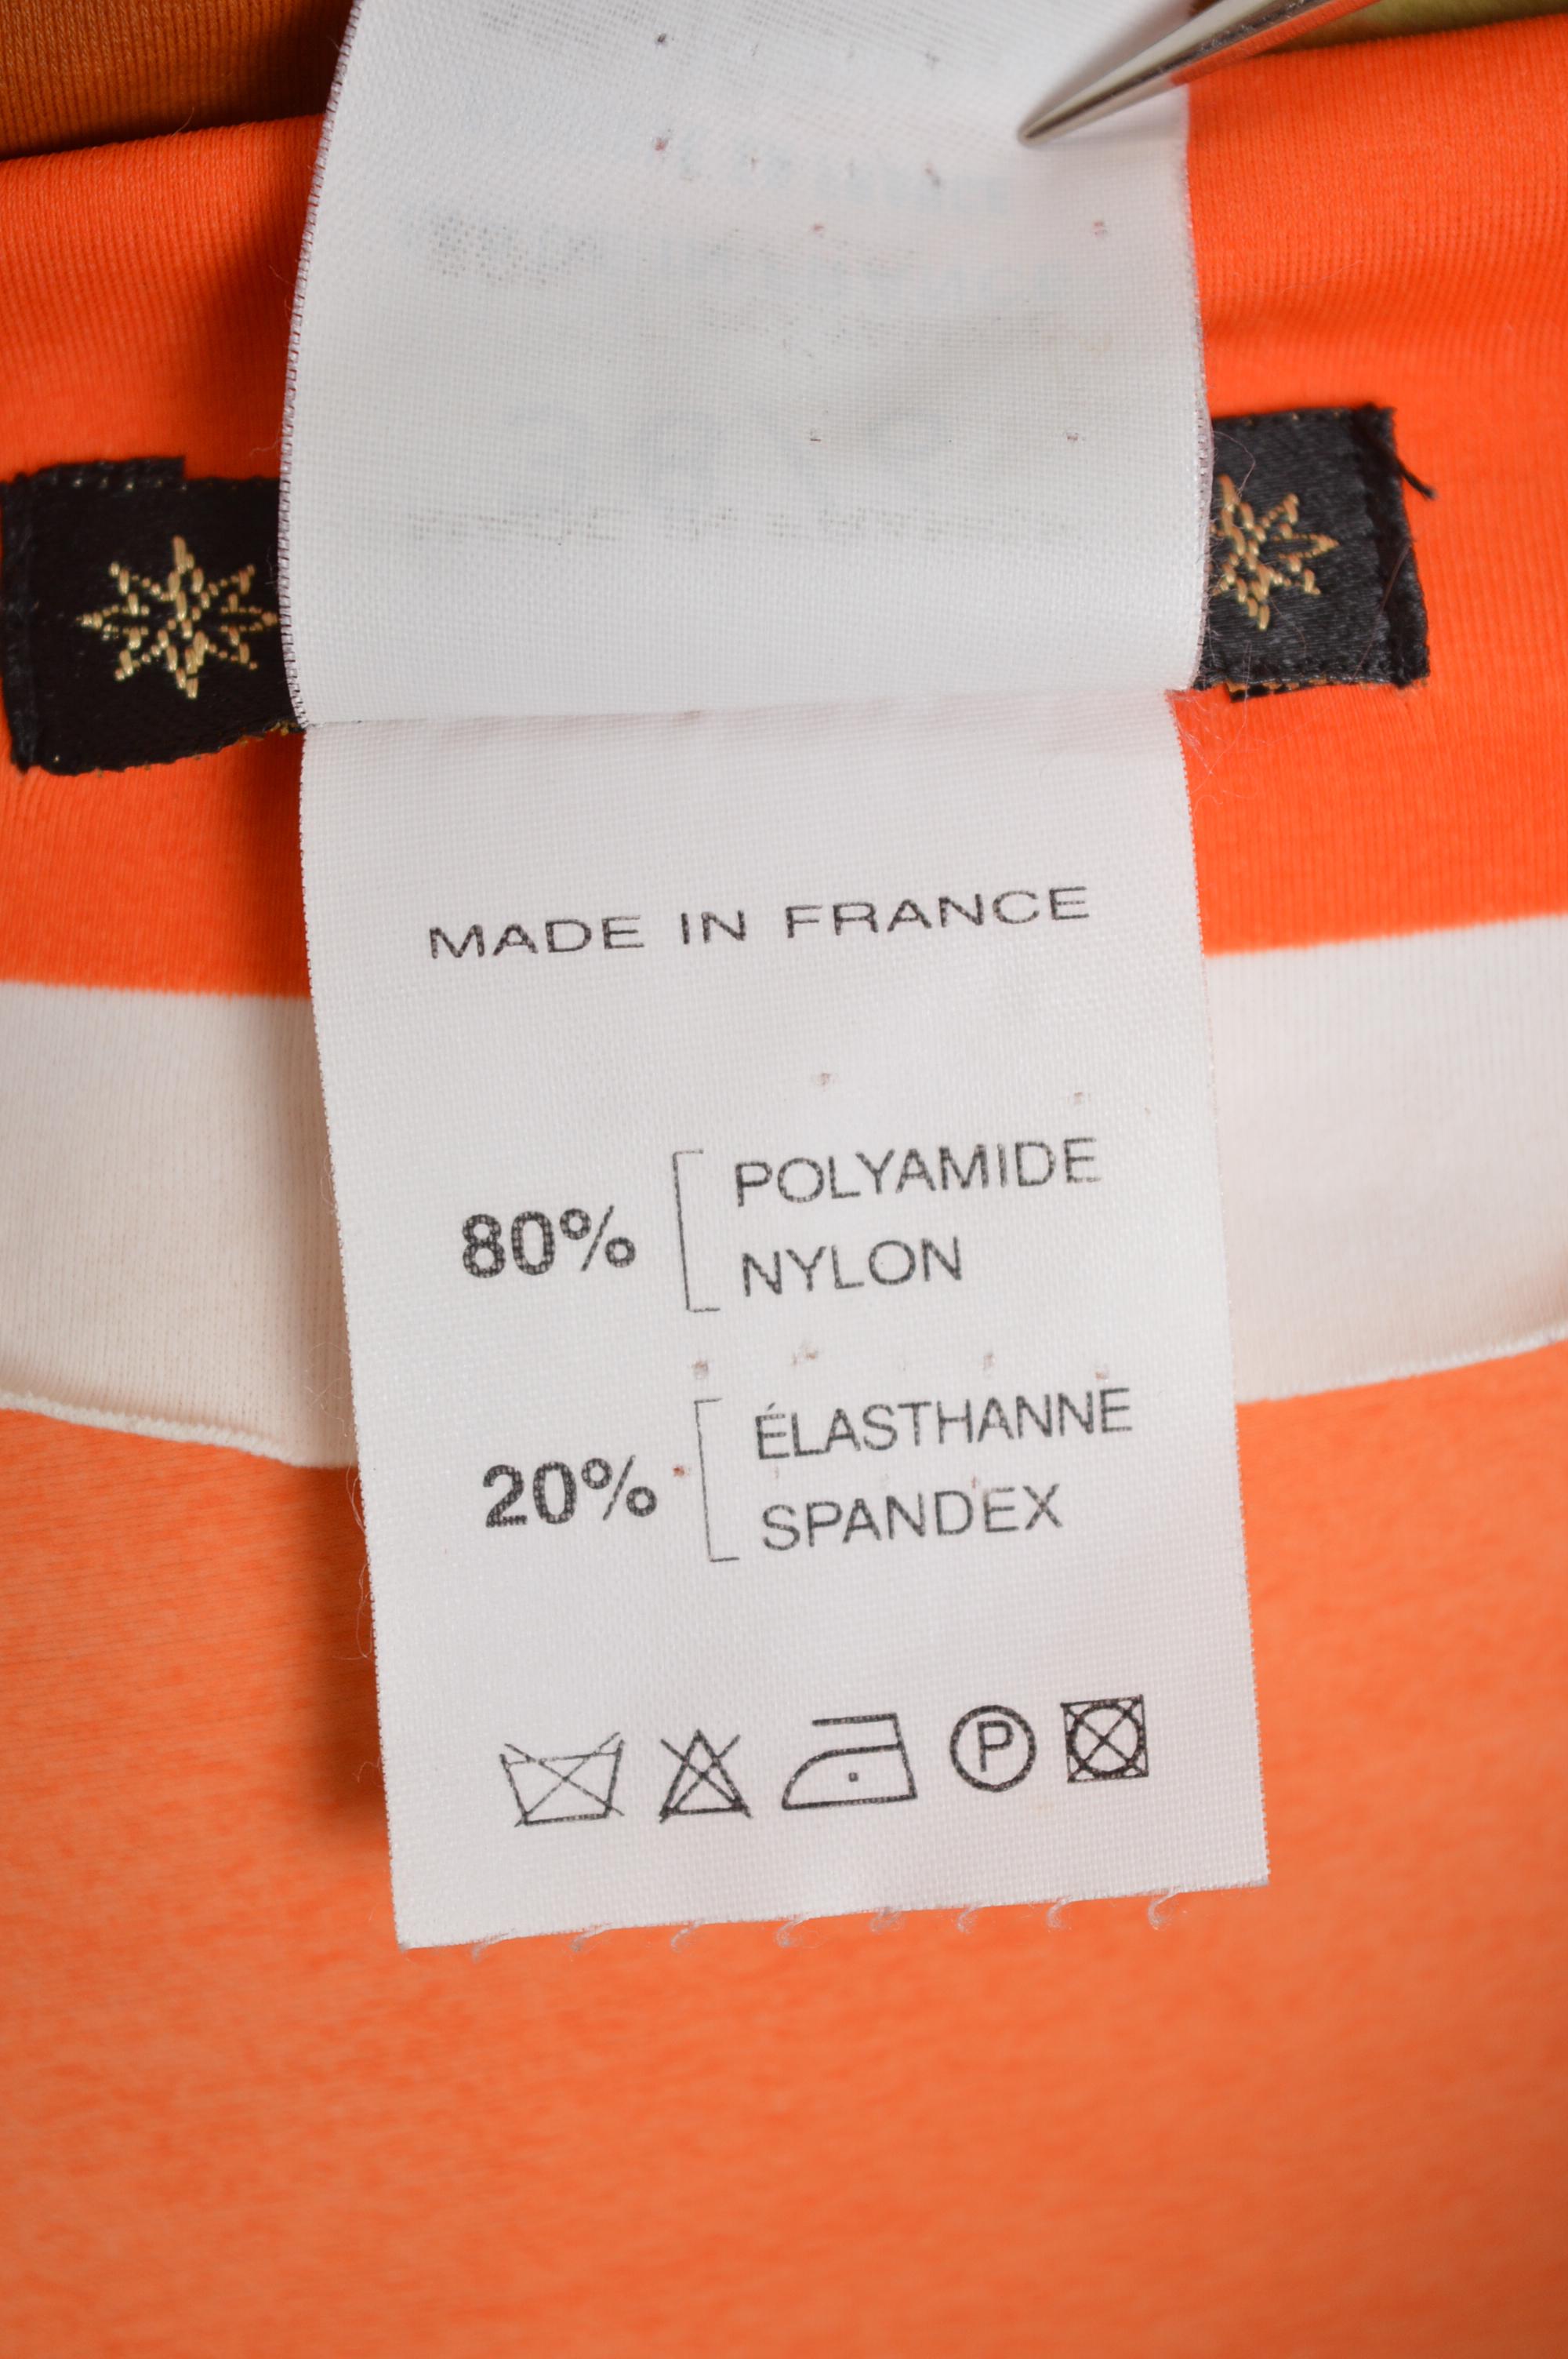 MADE IN FRANCE
80%
POLYAMIDE
NYLON
20%
ÉLASTHANNE
SPANDEX
P